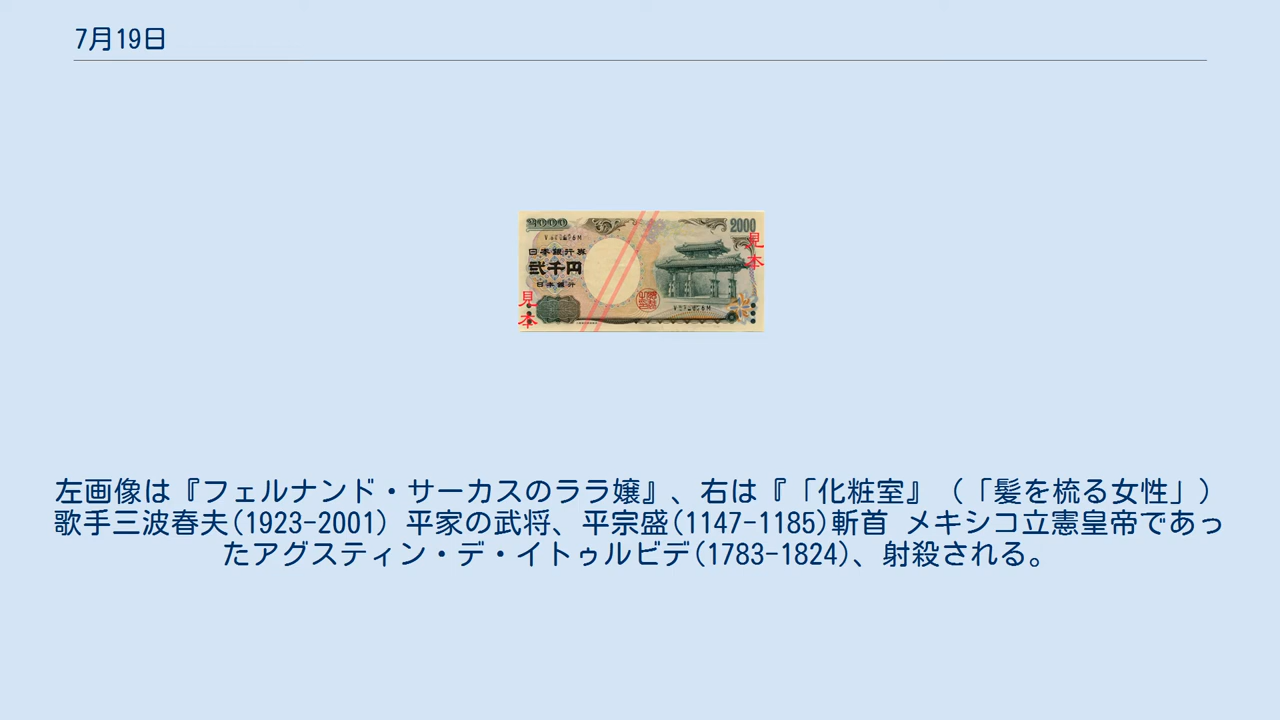 7月19日
2000
2000
日本銀行券
弐千円
日本銀行
見本
見本
左画像は『フェルナンド・サーカスのララ嬢』、右は『「化粧室』（「髪を梳る女性」）
歌手三波春夫(1923-2001) 平家の武将、平宗盛(1147-1185)斬首 メキシコ立憲皇帝であっ
たアグスティン・デ・イトゥルビデ(1783-1824)、射殺される。